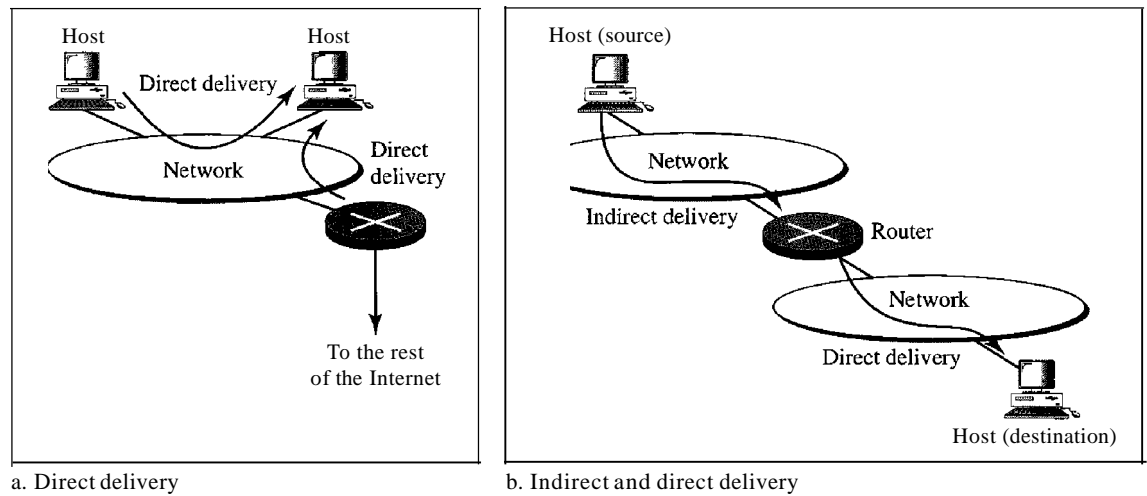 Host
Host
Direct delivery
Direct
delivery
Network
To the rest
of the Internet
a. Direct delivery
Host (source)
Network
Indirect delivery
Router
Network
Direct delivery
Host (destination)
b. Indirect and direct delivery